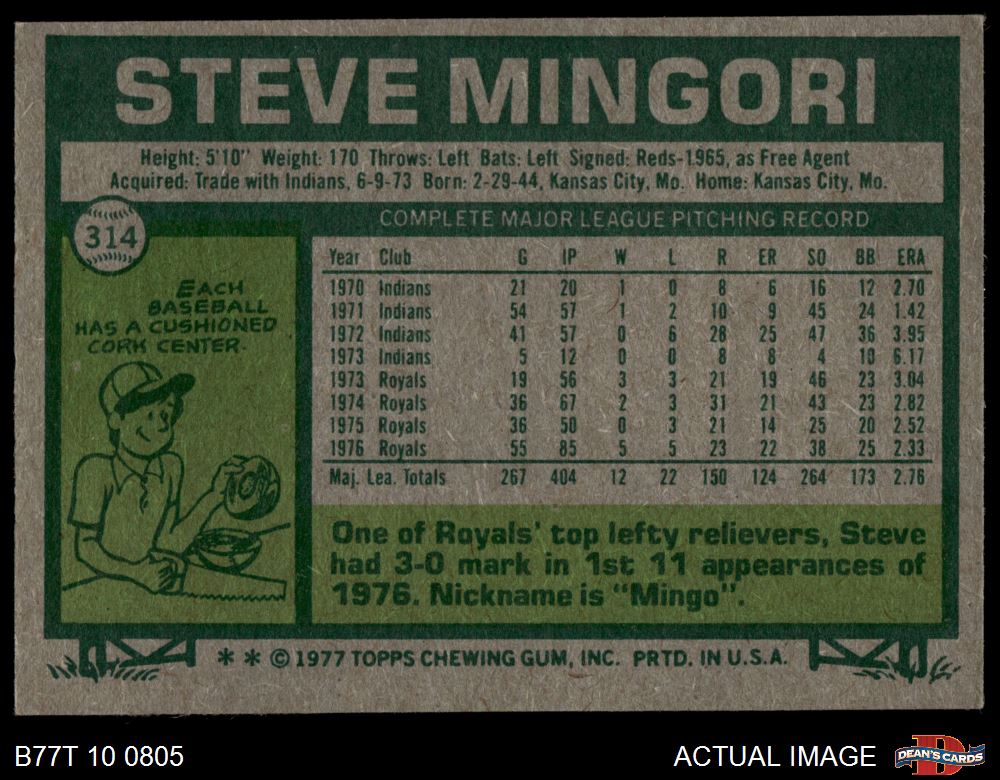 STEVE MINGORI
Height: 5'10" Weight: 170 Throws: Left Bats: Left Signed: Reds-1965, as Free Agent
Acquired: Trade with Indians, 6-9-73 Born: 2-29-44, Kansas City, Mo. Home: Kansas City, Mo.
314
EACH
BASEBALL
HAS A CUSHIONED
CORK CENTER.
COMPLETE MAJOR LEAGUE PITCHING RECORD
Year Club G IP W L R ER SO BB ERA
1970 Indians 21 20 1 0 8 6 16 12 2.70
1971 Indians 54 57 1 2 10 9 45 24 1.42
1972 Indians 41 57 0 6 28 25 47 36 3.95
1973 Indians 5 12 0 0 8 8 4 10 6.17
1973 Royals 19 56 3 3 21 19 46 23 3.04
1974 Royals 36 67 2 3 31 21 43 23 2.82
1975 Royals 36 50 0 3 21 14 25 20 2.52
1976 Royals 55 85 5 5 23 22 38 25 2.33
Maj. Lea. Totals 267 404 12 22 150 124 264 173 2.76
One of Royals' top lefty relievers, Steve
had 3-0 mark in 1st 11 appearances of
1976. Nickname is "Mingo".
* * © 1977 TOPPS CHEWING GUM, INC. PRTD. IN U.S.A.
B77T 10 0805
ACTUAL IMAGE
DEAN'S CARDS